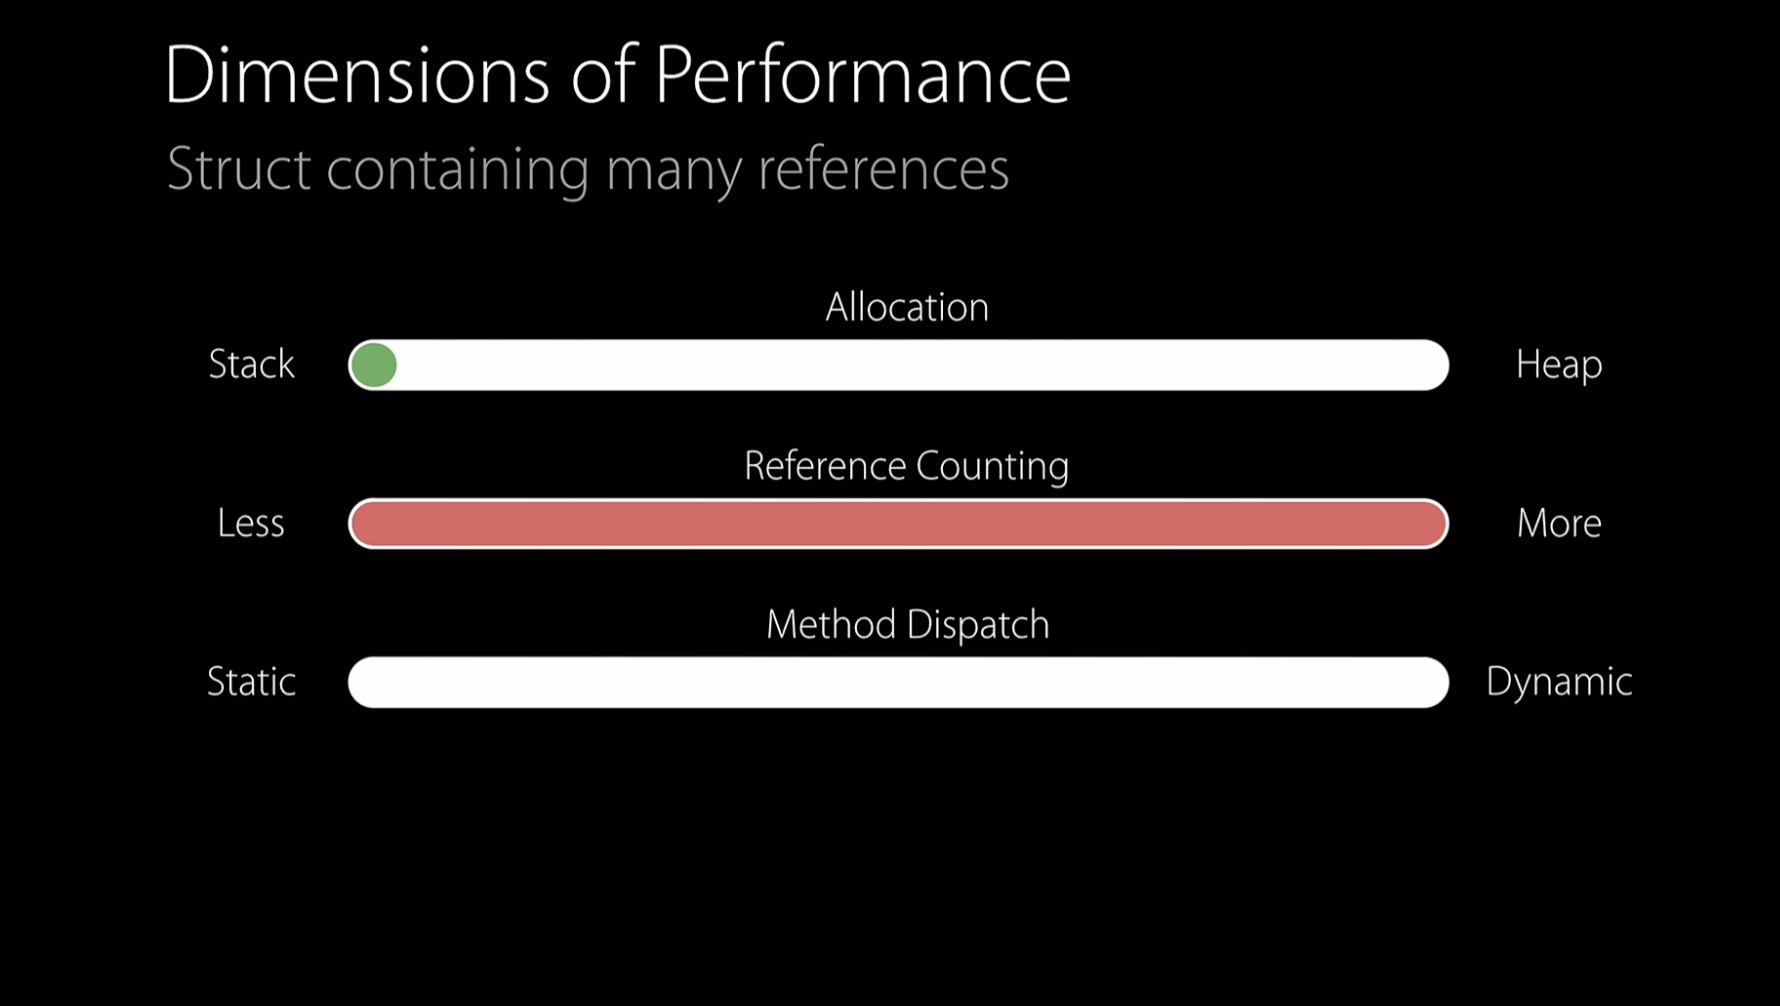 Dimensions of Performance
Struct containing many references
Allocation
Stack
Heap
Reference Counting
Less
More
Method Dispatch
Static
Dynamic